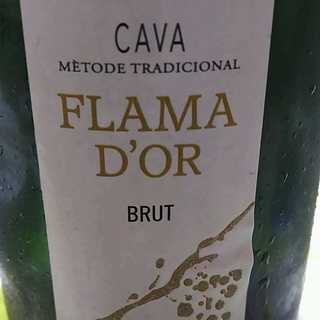 CAVA
MÈTODE TRADICIONAL
FLAMA
D'OR
BRUT